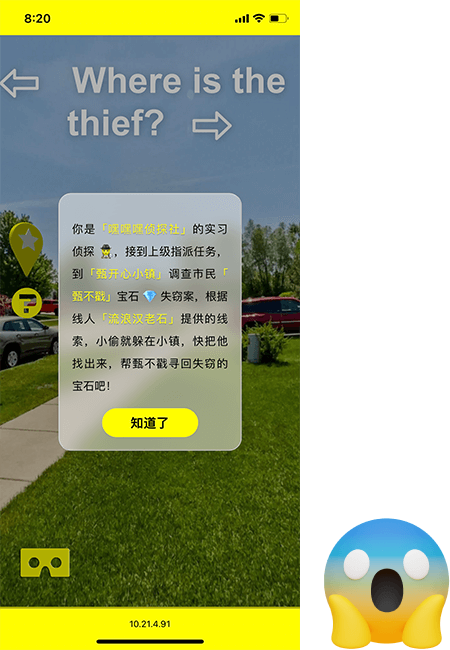 8:20
Where is the
thief?
你是「嘿嘿嘿侦探社」的实习
侦探🕵️，接到上级指派任务，
到「甄开心小镇」调查市民「
甄不戳」宝石💎失窃案，根据
线人「流浪汉老石」提供的线
索，小偷就躲在小镇，快把他
找出来，帮甄不戳寻回失窃的
宝石吧！
知道了
10.21.4.91